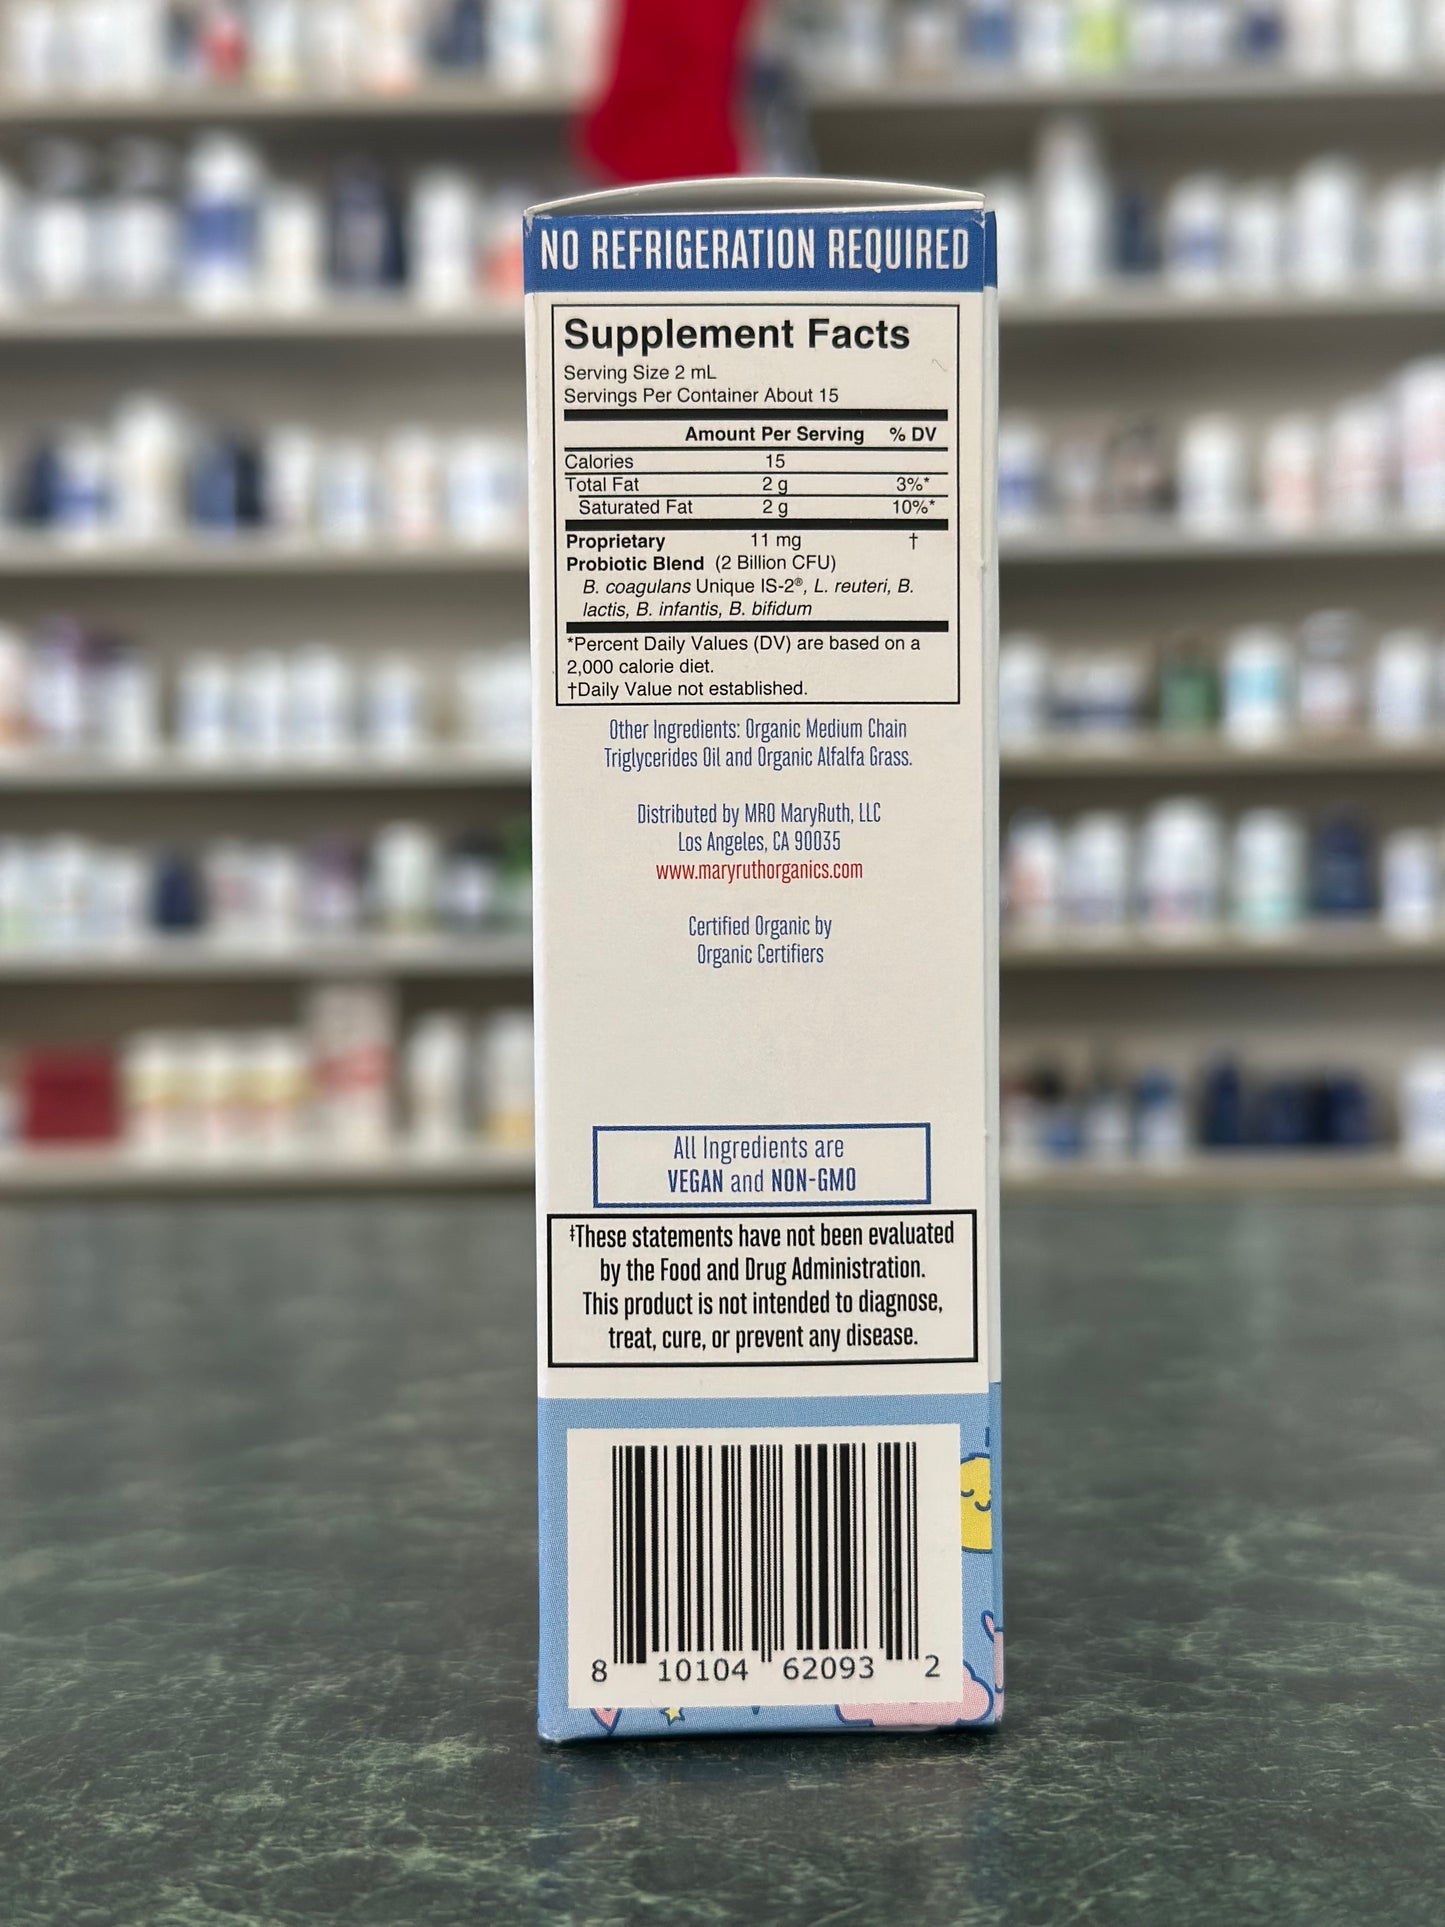 NO REFRIGERATION REQUIRED
Supplement Facts
Serving Size 2 mL
Servings Per Container About 15
Amount Per Serving % DV
Calories 15
Total Fat 2 g 3%*
Saturated Fat 2 g 10%*
Proprietary 11 mg †
Probiotic Blend (2 Billion CFU)
B. coagulans Unique IS-2®, L. reuteri, B.
lactis, B. infantis, B. bifidum
*Percent Daily Values (DV) are based on a
2,000 calorie diet.
†Daily Value not established.
Other Ingredients: Organic Medium Chain
Triglycerides Oil and Organic Alfalfa Grass.
Distributed by MRO MaryRuth, LLC
Los Angeles, CA 90035
www.maryruthorganics.com
Certified Organic by
Organic Certifiers
All Ingredients are
VEGAN and NON-GMO
‡These statements have not been evaluated
by the Food and Drug Administration.
This product is not intended to diagnose,
treat, cure, or prevent any disease.
8 10104 62093 2